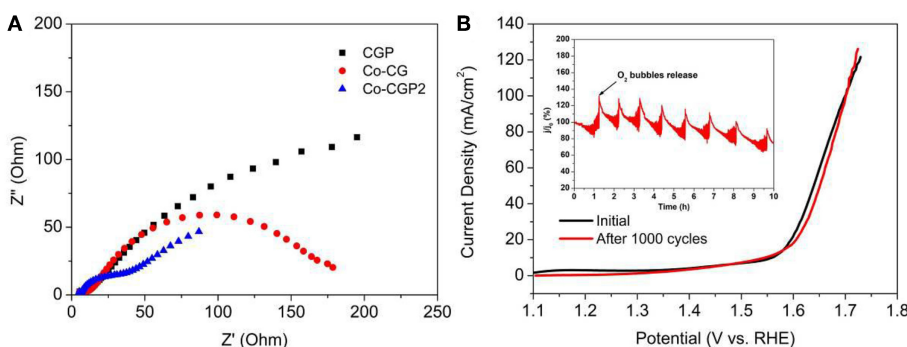 A
200
150
100
50
0
Z'' (Ohm)
CGP
Co-CG
Co-CGP2
0 50 100 150 200 250
Z' (Ohm)
B
140
120
100
80
60
40
20
0
Current Density (mA/cm²)
200
180
160
140
120
100
80
60
40
20
j/j₀ (%)
O₂ bubbles release
0 1 2 3 4 5 6 7 8 9 10
Time (h)
Initial
After 1000 cycles
1.1 1.2 1.3 1.4 1.5 1.6 1.7 1.8
Potential (V vs. RHE)